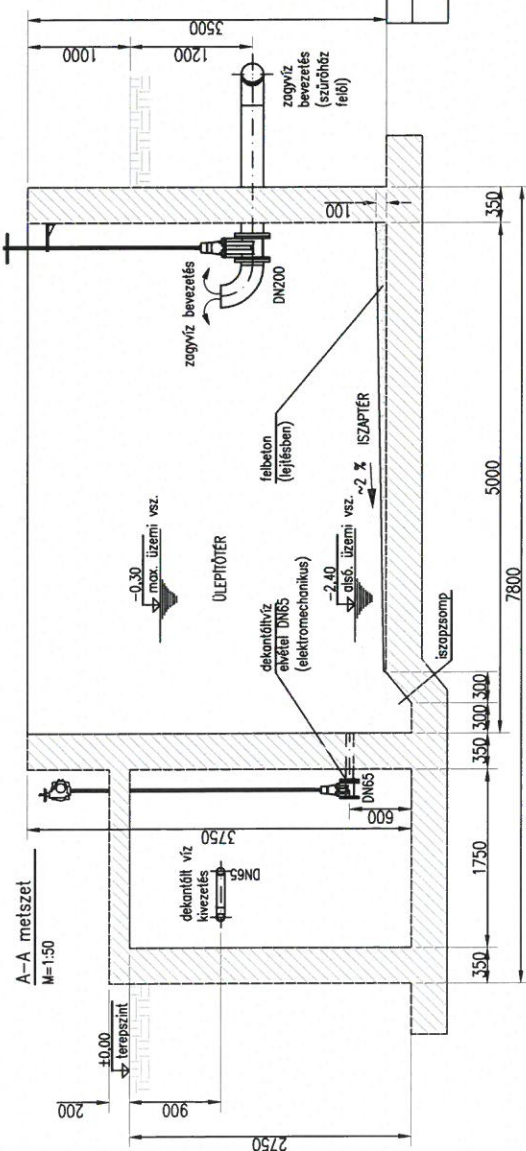 A-A metszet
M=1:50
±0,00
terepszint
200
900
2750
dekantált víz
kivezetés
DN65
3750
600
DN65
dekantáltvíz
elvétel DN65
(elektromechanikus)
-0,30
max. üzemi vsz.
ÜLEPÍTŐTÉR
-2,40
alsó. üzemi vsz.
~2 %
ISZAPTÉR
felbeton
(lejtésben)
iszapzsomp
zagyvíz bevezetés
DN200
100
zagyvíz
bevezetés
(szűrőház
felől)
1000
1200
3500
350
1750
350
300
300
5000
350
7800